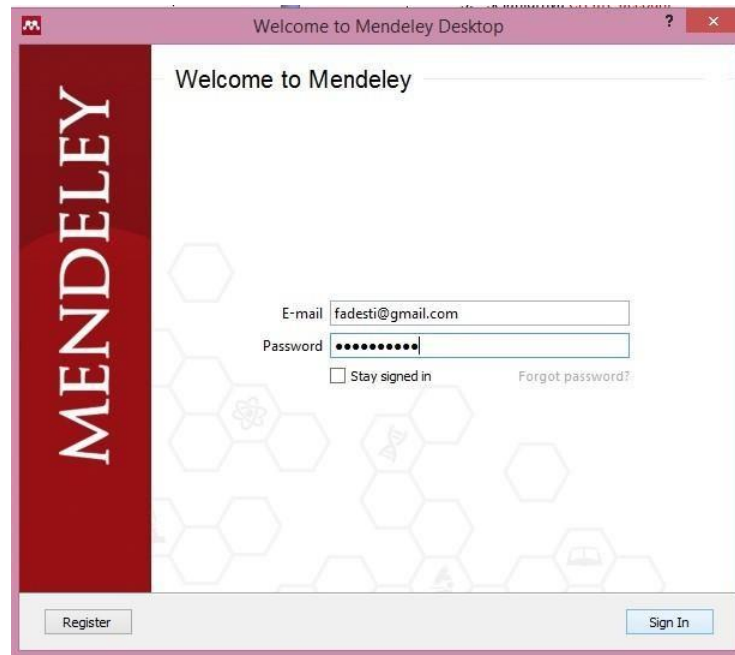 Welcome to Mendeley Desktop
?
×
MENDELEY
Welcome to Mendeley
E-mail fadesti@gmail.com
Password ●●●●●●●●●●
Stay signed in Forgot password?
Register Sign In